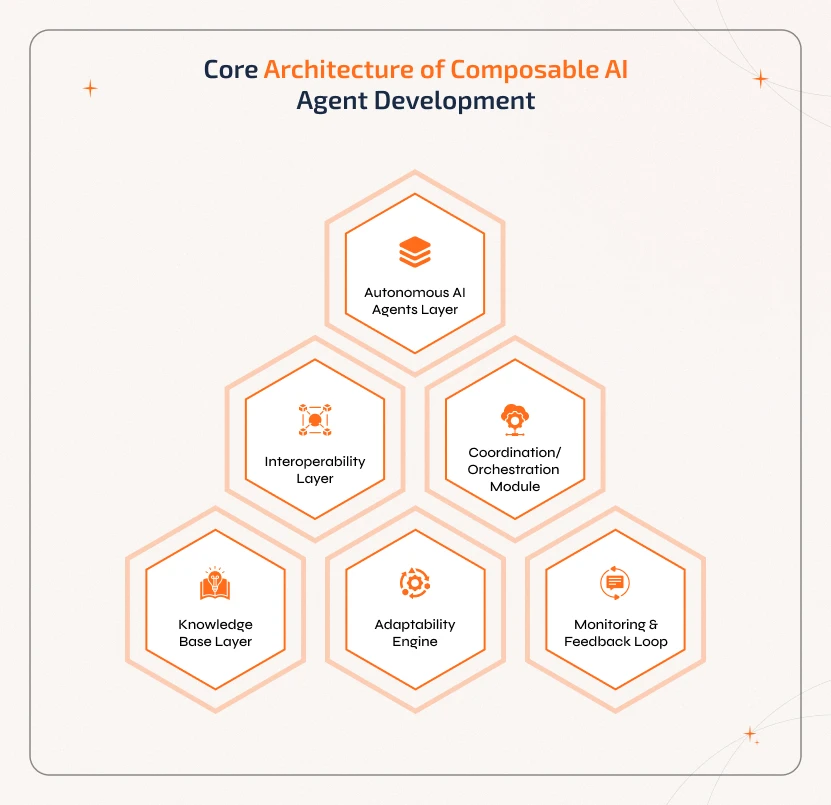 Core Architecture of Composable AI
Agent Development
Autonomous AI
Agents Layer
Interoperability
Layer
Coordination/
Orchestration
Module
Knowledge
Base Layer
Adaptability
Engine
Monitoring &
Feedback Loop